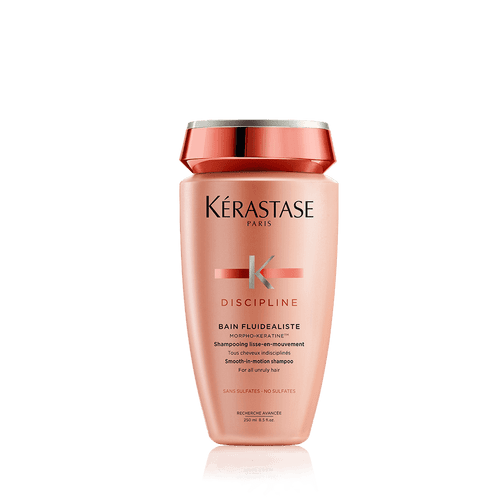 KÉRASTASE
PARIS
K
DISCIPLINE
BAIN FLUIDEALISTE
MORPHO-KERATINE™
Shampooing lisse-en-mouvement
Tous cheveux indisciplinés
Smooth-in-motion shampoo
For all unruly hair
SANS SULFATES - NO SULFATES
RECHERCHE AVANCÉE
250 ml 8.5 fl.oz